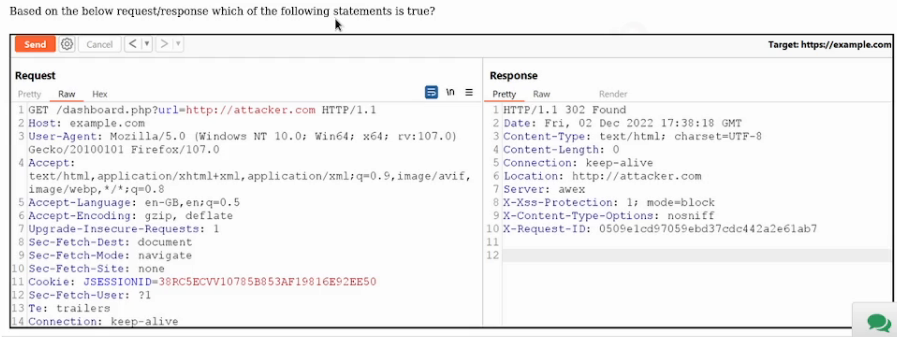 Based on the below request/response which of the following statements is true?
Send Cancel < > Target: https://example.com
Request
Pretty Raw Hex \n
1 GET /dashboard.php?url=http://attacker.com HTTP/1.1
2 Host: example.com
3 User-Agent: Mozilla/5.0 (Windows NT 10.0; Win64; x64; rv:107.0)
Gecko/20100101 Firefox/107.0
4 Accept:
text/html,application/xhtml+xml,application/xml;q=0.9,image/avif,
image/webp,*/*;q=0.8
5 Accept-Language: en-GB,en;q=0.5
6 Accept-Encoding: gzip, deflate
7 Upgrade-Insecure-Requests: 1
8 Sec-Fetch-Dest: document
9 Sec-Fetch-Mode: navigate
10 Sec-Fetch-Site: none
11 Cookie: JSESSIONID=38RC5ECVV10785B853AF19816E92EE50
12 Sec-Fetch-User: ?1
13 Te: trailers
14 Connection: keep-alive
Response
Pretty Raw Render
1 HTTP/1.1 302 Found
2 Date: Fri, 02 Dec 2022 17:38:18 GMT
3 Content-Type: text/html; charset=UTF-8
4 Content-Length: 0
5 Connection: keep-alive
6 Location: http://attacker.com
7 Server: awex
8 X-Xss-Protection: 1; mode=block
9 X-Content-Type-Options: nosniff
10 X-Request-ID: 0509e1cd97059ebd37cdc442a2e61ab7
11
12